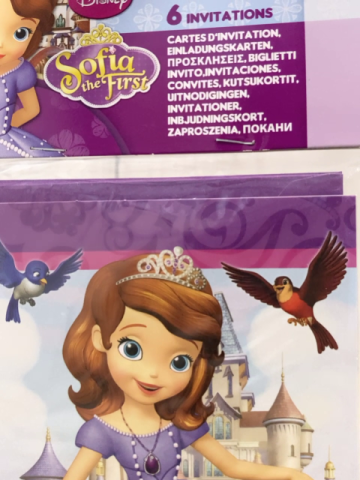 Disney
Sofia
the First
6 INVITATIONS
CARTES D'INVITATION,
EINLADUNGSKARTEN,
ΠΡΟΣΚΛΗΣΕΙΣ, BIGLIETTI
INVITO,INVITACIONES,
CONVITES, KUTSUKORTIT,
UITNODIGINGEN,
INVITATIONER,
INBJUDNINGSKORT,
ZAPROSZENIA, ПОКАНИ